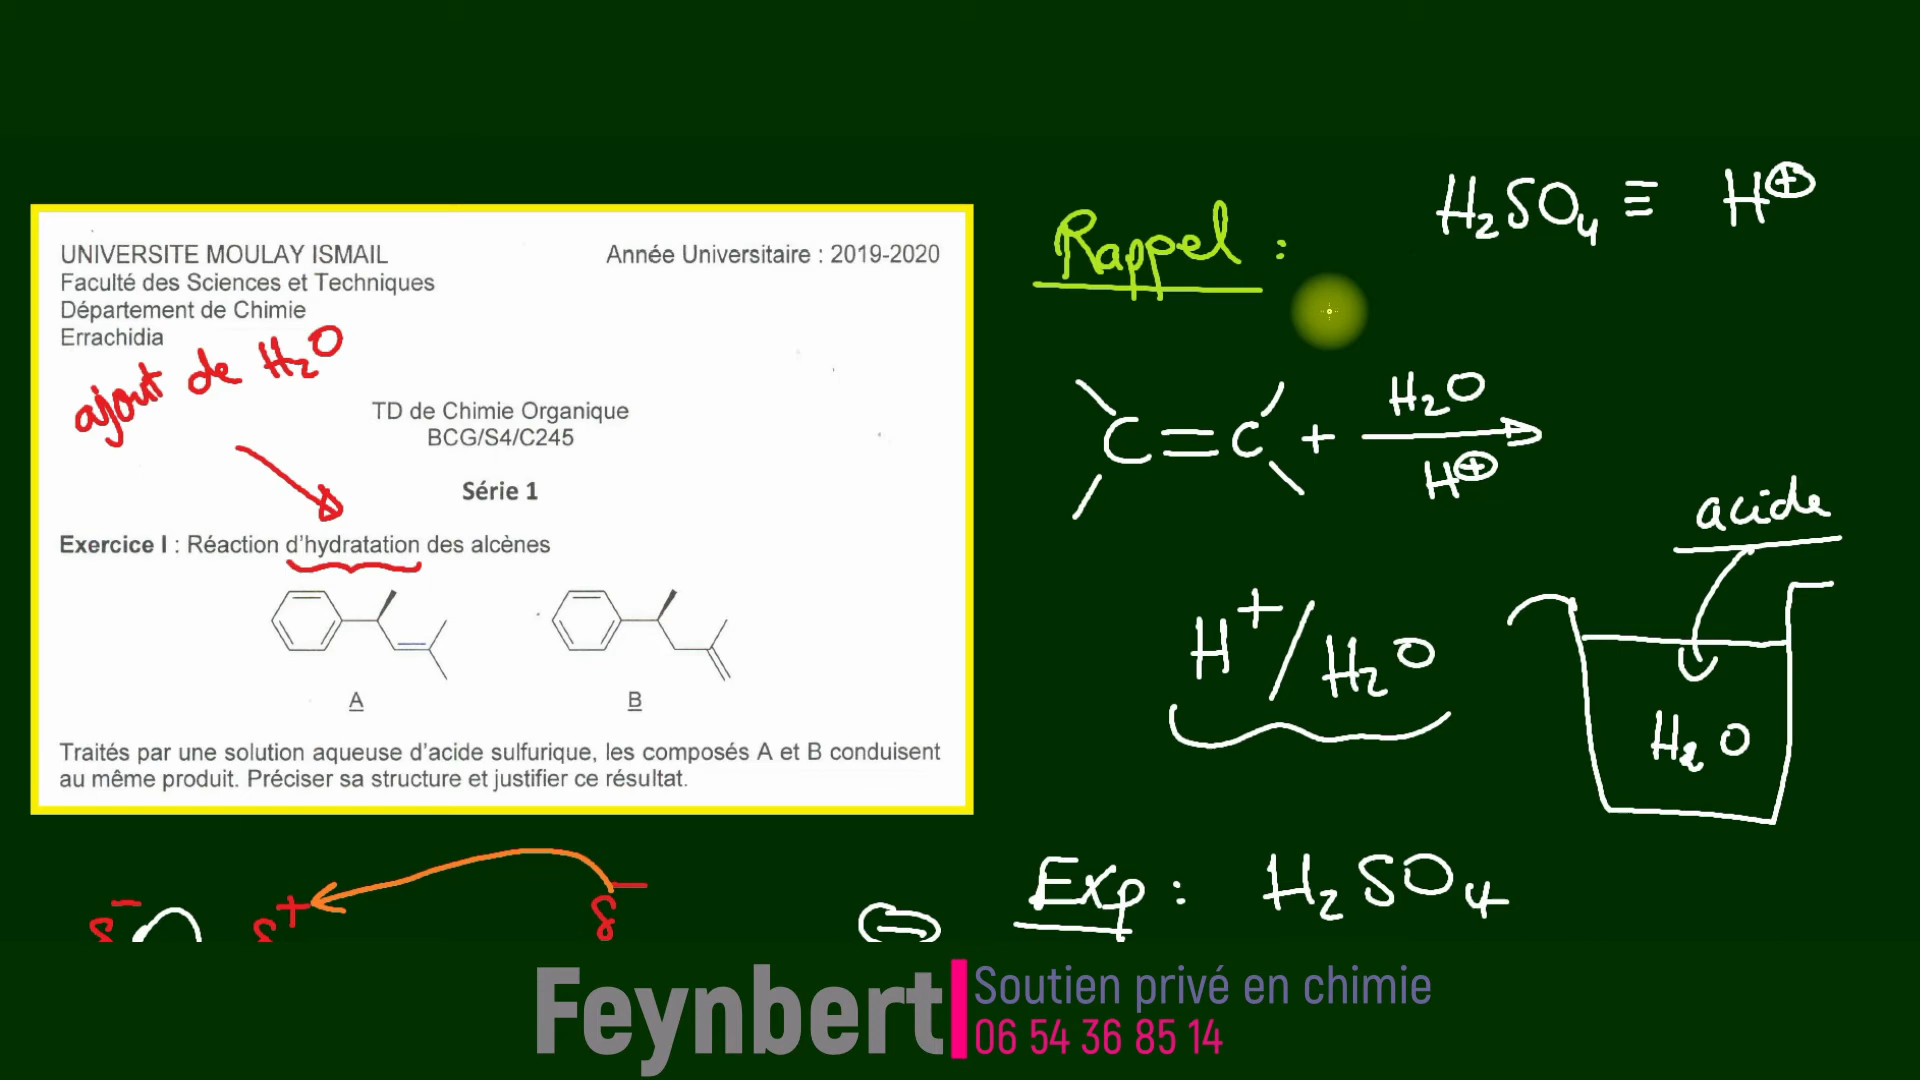 UNIVERSITE MOULAY ISMAIL
Année Universitaire : 2019-2020
Faculté des Sciences et Techniques
Département de Chimie
Errachidia
ajout de H₂O
TD de Chimie Organique
BCG/S4/C245
Série 1
Exercice I : Réaction d'hydratation des alcènes
A
B
Traités par une solution aqueuse d'acide sulfurique, les composés A et B conduisent
au même produit. Préciser sa structure et justifier ce résultat.
δ⁻ δ⁺ δ⁻
Rappel :
H₂SO₄ ≡ H⊕
C=C + H₂O
H⊕
acide
H⁺/H₂O
H₂O
Exp : H₂SO₄
Feynbert
Soutien privé en chimie
06 54 36 85 14